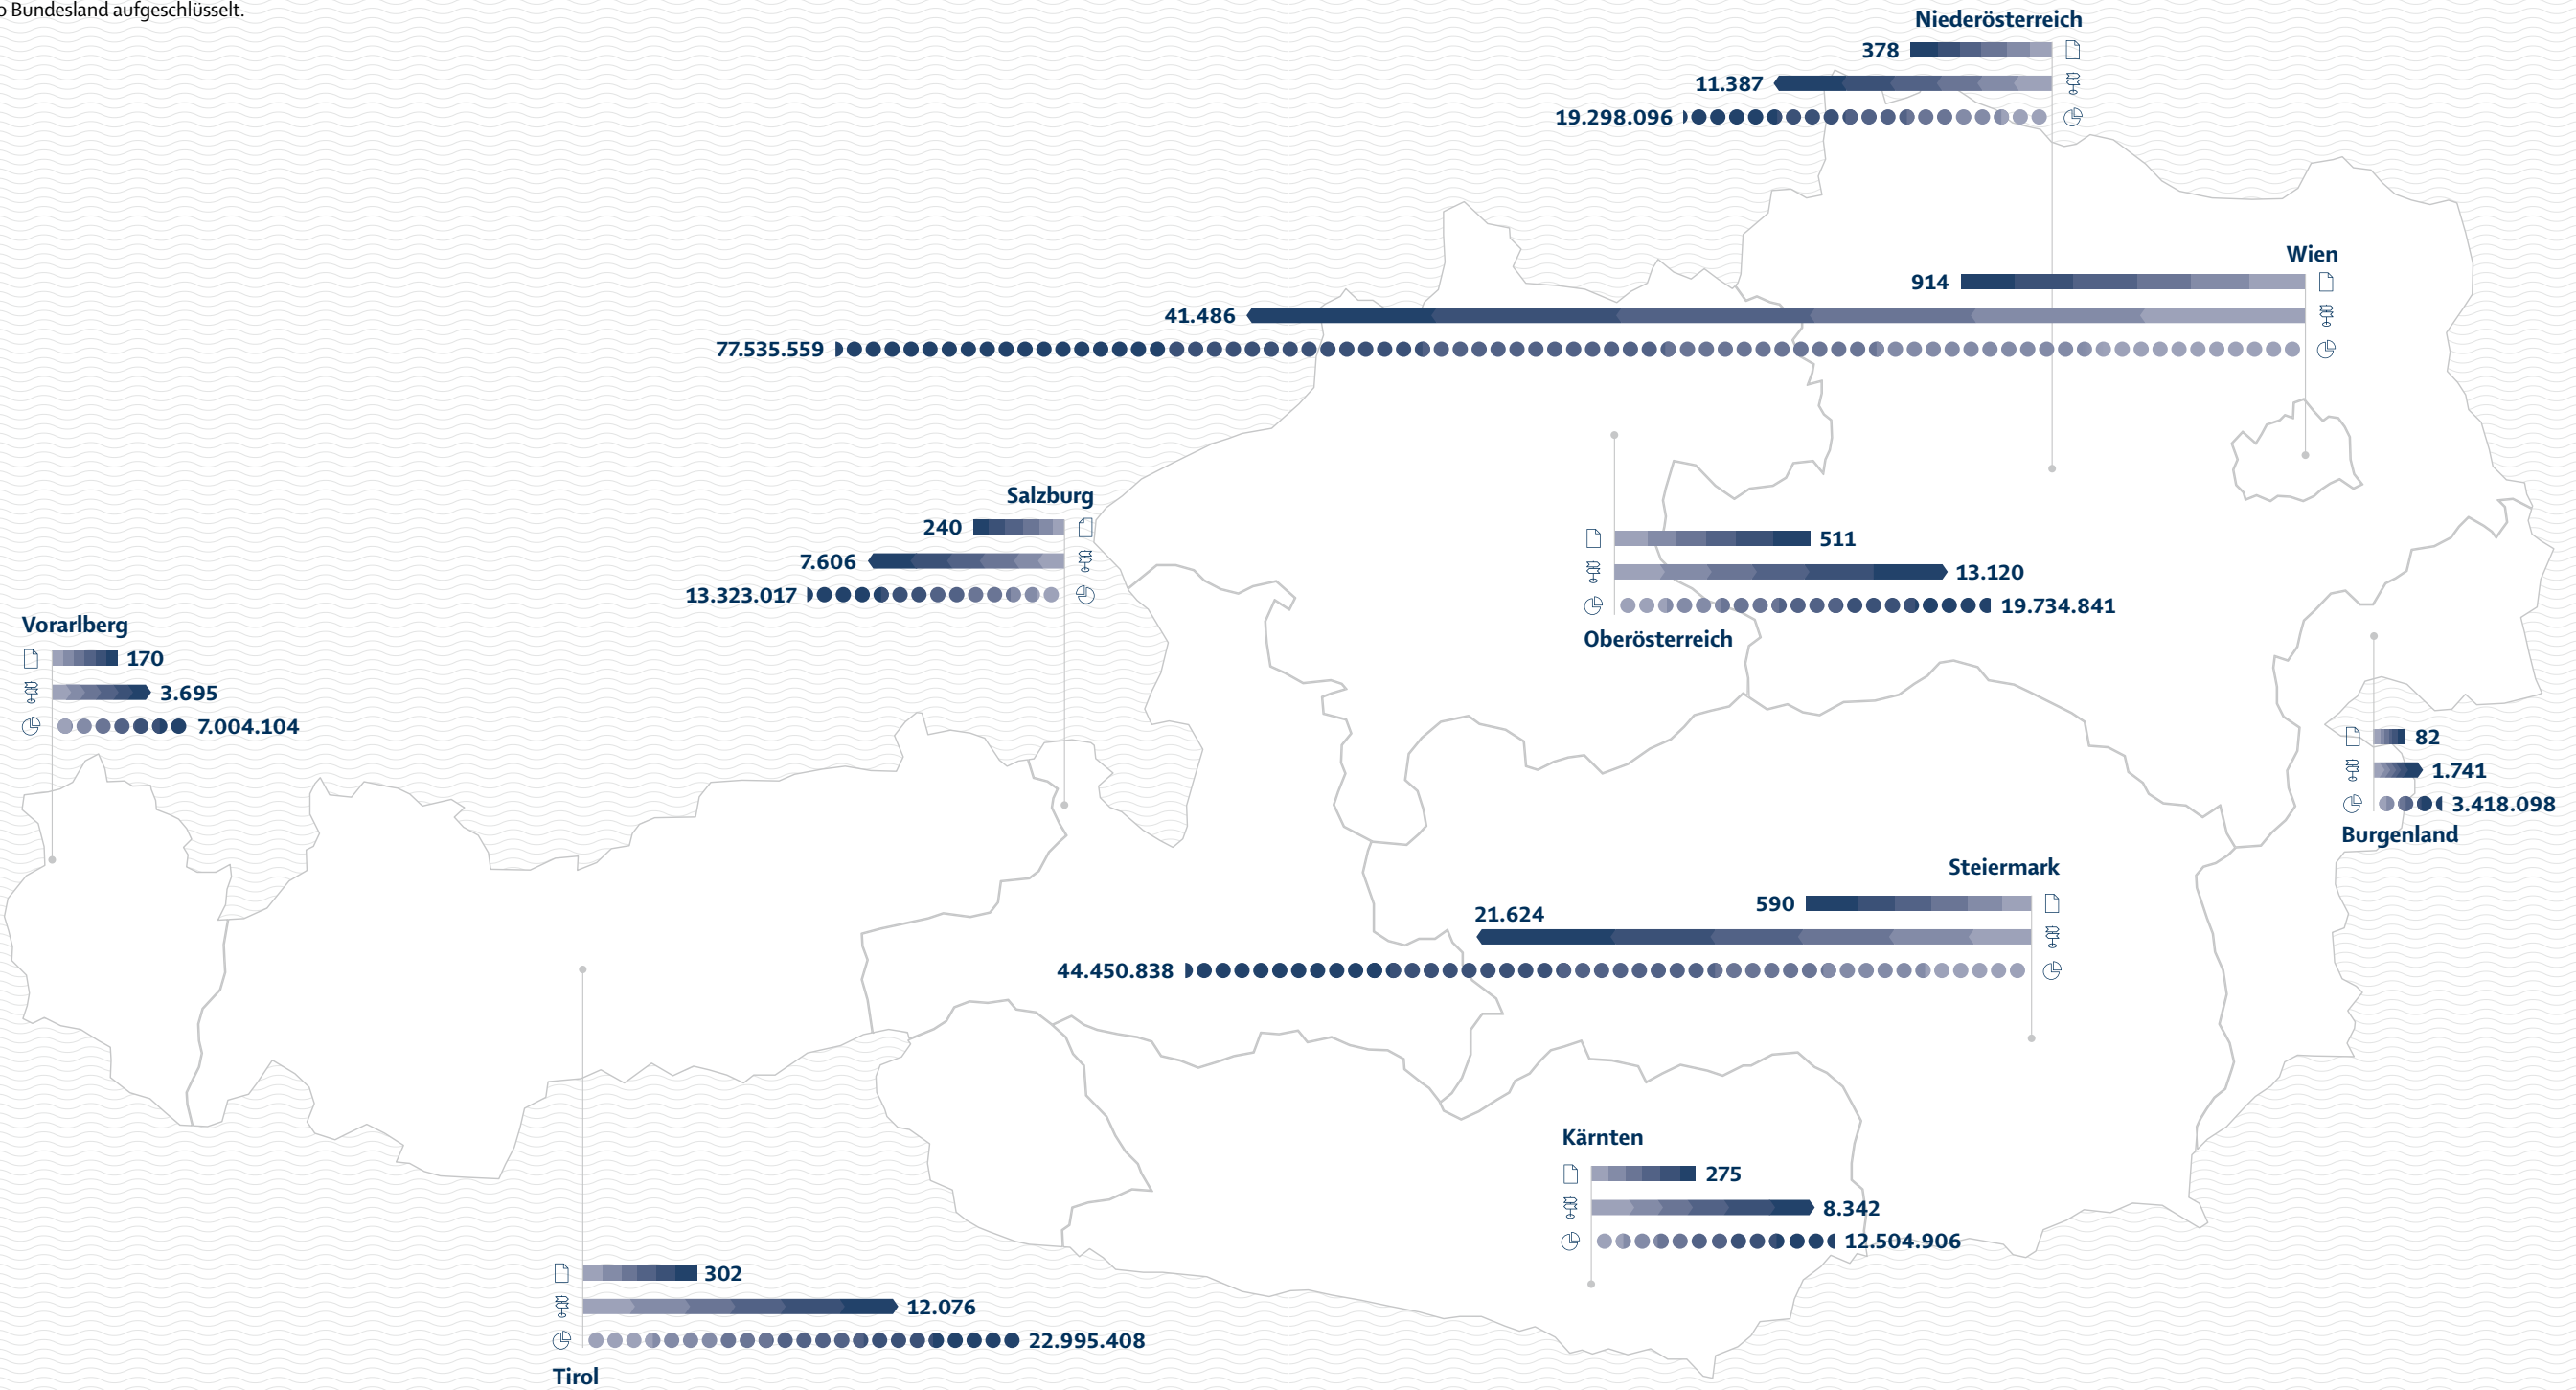 Bundesland aufgeschlüsselt.
Niederösterreich
378
11.387
19.298.096
Wien
914
41.486
77.535.559
Salzburg
240
7.606
13.323.017
511
13.120
19.734.841
Oberösterreich
Vorarlberg
170
3.695
7.004.104
82
1.741
3.418.098
Burgenland
Steiermark
590
21.624
44.450.838
Kärnten
275
8.342
12.504.906
302
12.076
22.995.408
Tirol